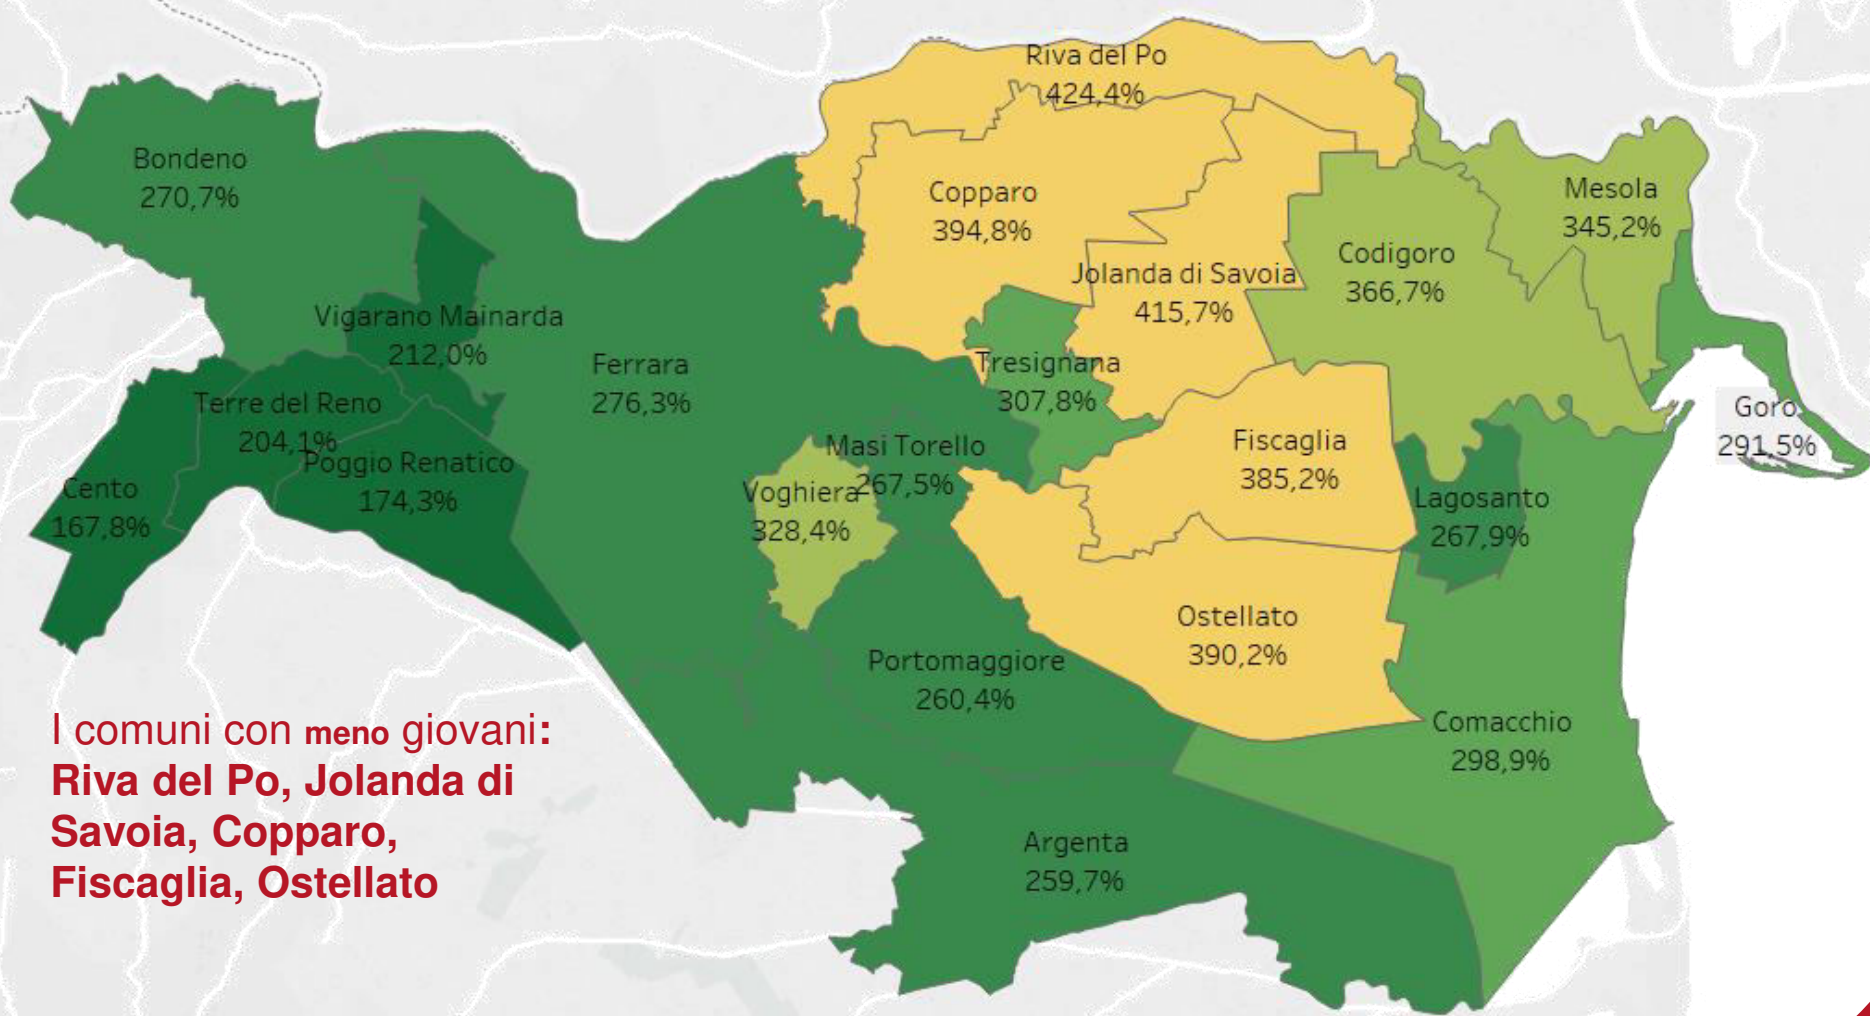 Riva del Po
424,4%
Bondeno
270,7%
Copparo
394,8%
Mesola
345,2%
Codigoro
366,7%
Jolanda di Savoia
415,7%
Vigarano Mainarda
212,0%
Ferrara
276,3%
Tresignana
307,8%
Terre del Reno
204,1%
Goro
291,5%
Fiscaglia
385,2%
Masi Torello
267,5%
Poggio Renatico
174,3%
Cento
167,8%
Voghiera
328,4%
Lagosanto
267,9%
Ostellato
390,2%
Portomaggiore
260,4%
Comacchio
298,9%
Argenta
259,7%
I comuni con meno giovani:
Riva del Po, Jolanda di
Savoia, Copparo,
Fiscaglia, Ostellato